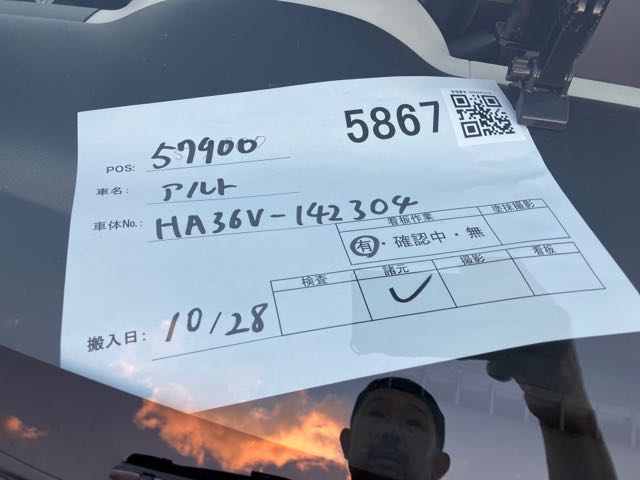 5867
POS: 57900
車名: アルト
車体No.: HA36V-142304
看板作業 塗抹撮影
有・確認中・無
検査 諸元 撮影 看板
搬入日: 10/28